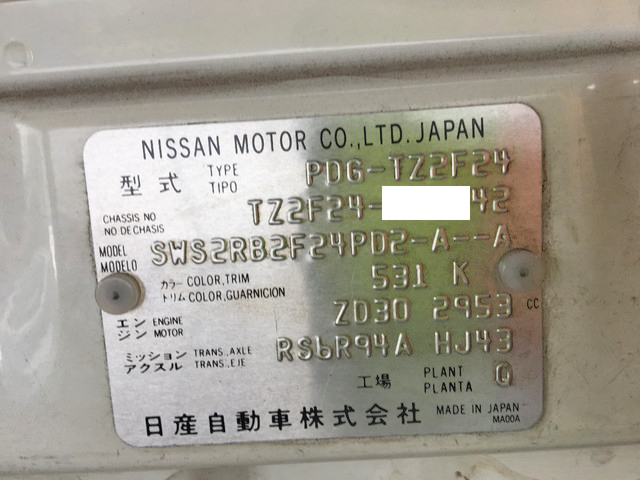 NISSAN MOTOR CO.,LTD. JAPAN
型式 TYPE TIPO PDG-TZ2F24
CHASSIS NO NO DE CHASIS TZ2F24- 42
MODEL MODELO SWS2RB2F24PD2-A--A
カラー COLOR,TRIM トリム COLOR,GUARNICION 531 K
エンジン ENGINE MOTOR ZD30 2953 CC
ミッション TRANS.,AXLE アクスル TRANS.,EJE RS6R94A HJ43
工場 PLANT PLANTA Q
日産自動車株式会社 MADE IN JAPAN
MA00A